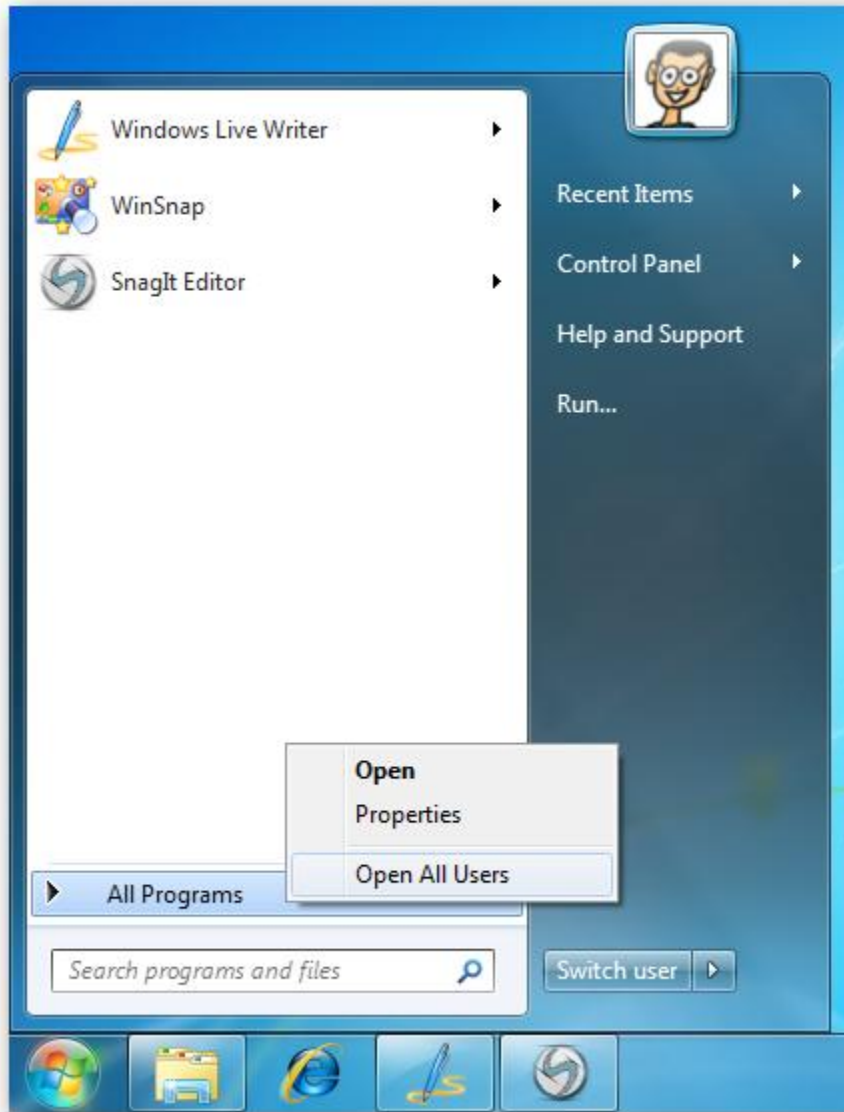 Windows Live Writer
WinSnap
SnagIt Editor
Recent Items
Control Panel
Help and Support
Run...
Open
Properties
Open All Users
All Programs
Search programs and files
Switch user